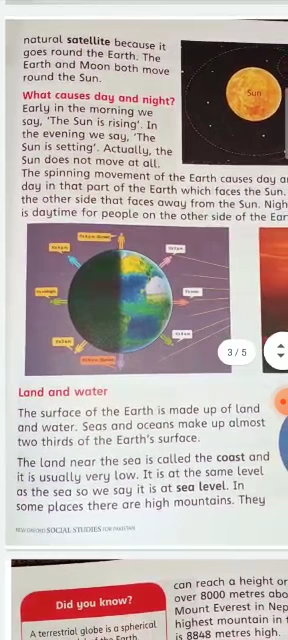 natural satellite because it
goes round the Earth. The
Earth and Moon both move
round the Sun.
Sun
What causes day and night?
Early in the morning we
say, 'The Sun is rising'. In
the evening we say, 'The
Sun is setting'. Actually, the
Sun does not move at all.
The spinning movement of the Earth causes day a
day in that part of the Earth which faces the Sun.
the other side that faces away from the Sun. Nigh
is daytime for people on the other side of the Ear
3 / 5
Land and water
The surface of the Earth is made up of land
and water. Seas and oceans make up almost
two thirds of the Earth's surface.
The land near the sea is called the coast and
it is usually very low. It is at the same level
as the sea so we say it is at sea level. In
some places there are high mountains. They
NEW OXFORD SOCIAL STUDIES FOR PAKISTAN
Did you know?
A terrestrial globe is a spherical
can reach a height or
over 8000 metres abo
Mount Everest in Nep
highest mountain in
is 8848 metres high.